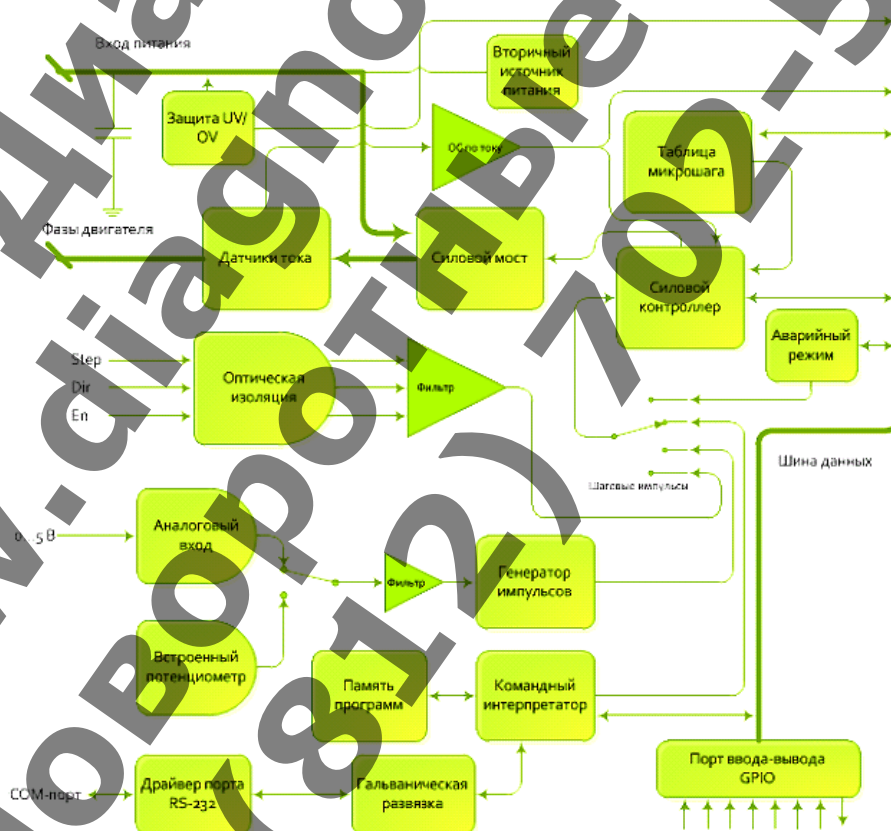 Вход питания
Вторичный
источник
питания
Защита UV/
OV
ОС по току
Таблица
микрошага
Фазы двигателя
Датчики тока
Силовой мост
Силовой
контроллер
Аварийный
режим
Step
Dir
En
Оптическая
изоляция
Фильтр
Шина данных
Шаговые импульсы
0...5 В
Аналоговый
вход
Фильтр
Генератор
импульсов
Встроенный
потенциометр
Память
программ
Командный
интерпретатор
Порт ввода-вывода
GPIO
COM-порт
Драйвер порта
RS-232
Гальваническая
развязка